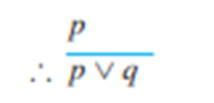 p
∴ p ∨ q